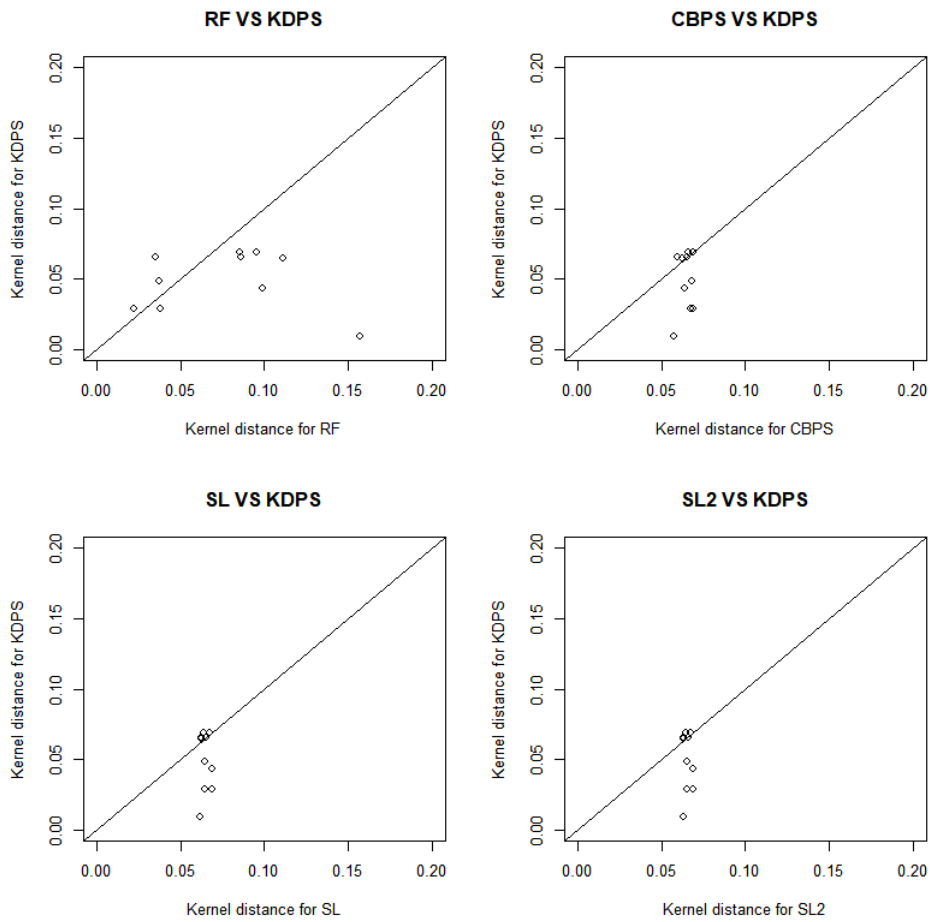 RF VS KDPS
Kernel distance for KDPS
0.00 0.05 0.10 0.15 0.20
0.00 0.05 0.10 0.15 0.20
Kernel distance for RF
CBPS VS KDPS
Kernel distance for KDPS
0.00 0.05 0.10 0.15 0.20
0.00 0.05 0.10 0.15 0.20
Kernel distance for CBPS
SL VS KDPS
Kernel distance for KDPS
0.00 0.05 0.10 0.15 0.20
0.00 0.05 0.10 0.15 0.20
Kernel distance for SL
SL2 VS KDPS
Kernel distance for KDPS
0.00 0.05 0.10 0.15 0.20
0.00 0.05 0.10 0.15 0.20
Kernel distance for SL2